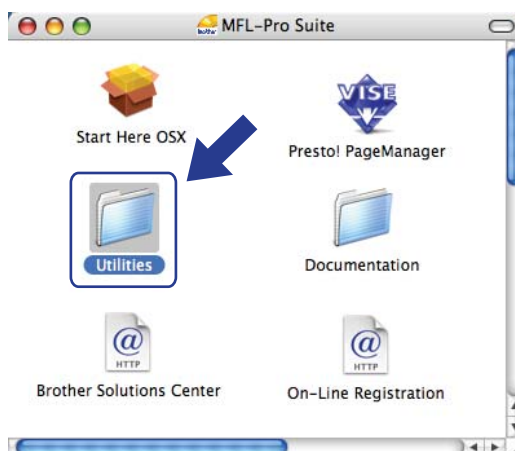 brother MFL-Pro Suite
Start Here OSX
VISE
Presto! PageManager
Utilities
Documentation
@
HTTP
Brother Solutions Center
@
HTTP
On-Line Registration